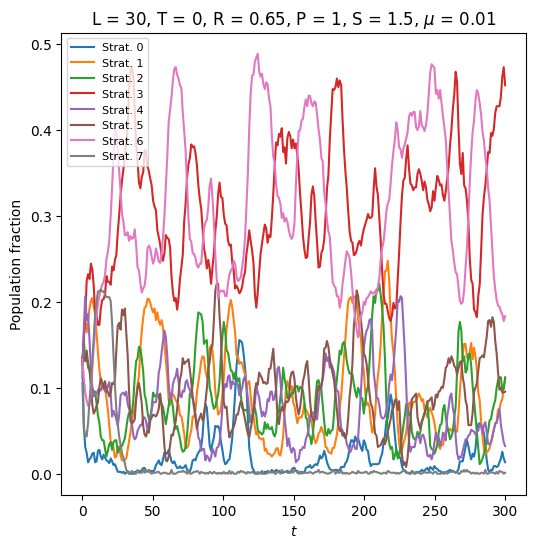 L = 30, T = 0, R = 0.65, P = 1, S = 1.5, μ = 0.01
Population fraction
0.5
0.4
0.3
0.2
0.1
0.0
Strat. 0
Strat. 1
Strat. 2
Strat. 3
Strat. 4
Strat. 5
Strat. 6
Strat. 7
0 50 100 150 200 250 300
t